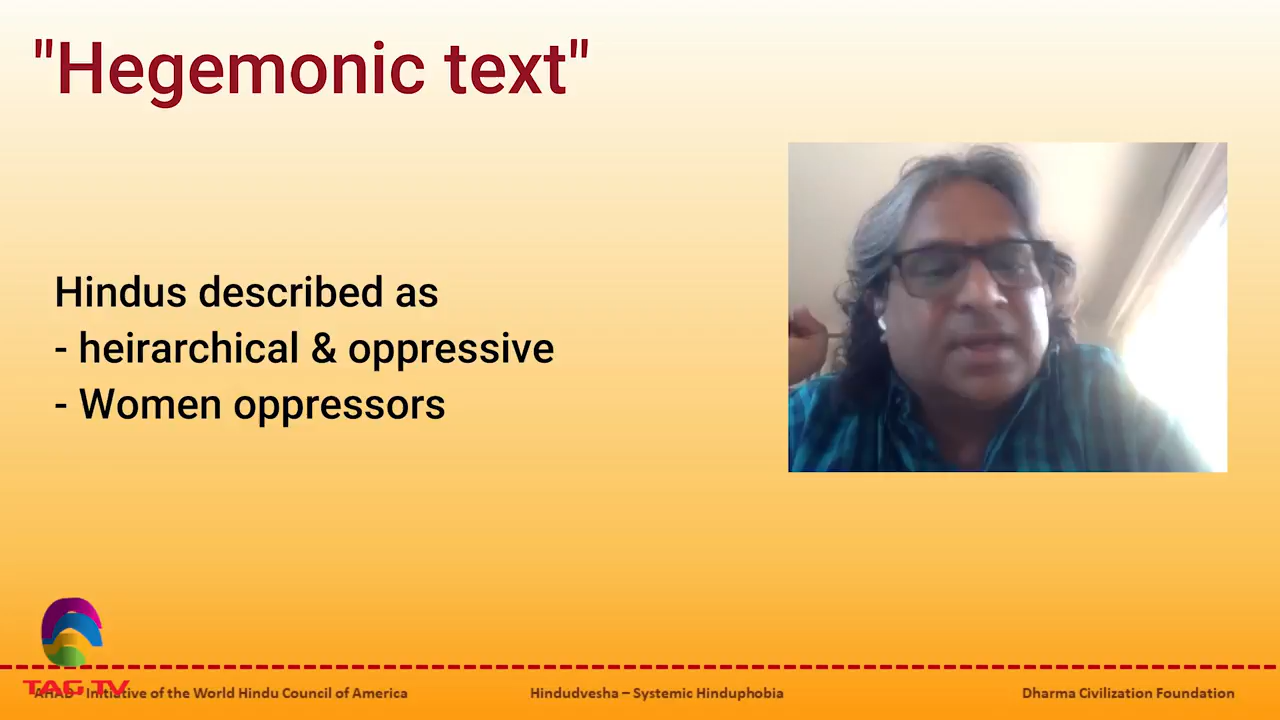 "Hegemonic text"
Hindus described as
- heirarchical & oppressive
- Women oppressors
TAG TV
AHAD - Initiative of the World Hindu Council of America
Hindudvesha – Systemic Hinduphobia
Dharma Civilization Foundation